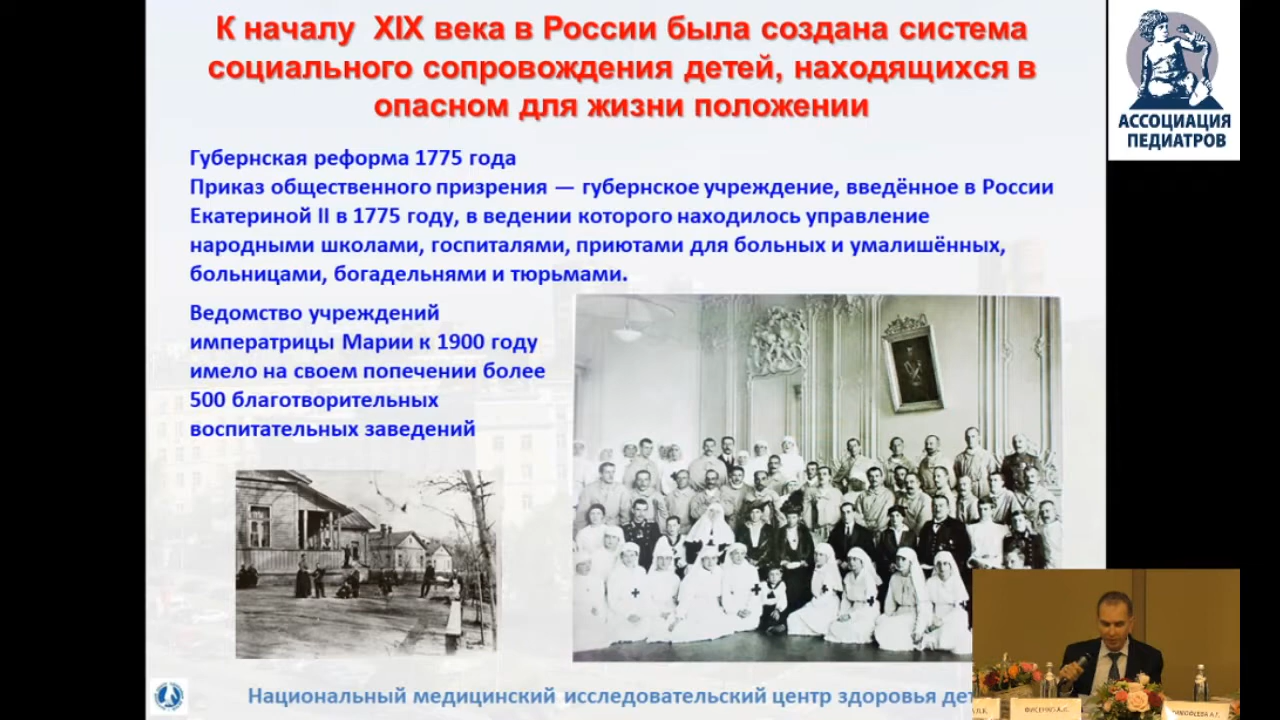 К началу XIX века в России была создана система
социального сопровождения детей, находящихся в
опасном для жизни положении
АССОЦИАЦИЯ
ПЕДИАТРОВ
Губернская реформа 1775 года
Приказ общественного призрения — губернское учреждение, введённое в России
Екатериной II в 1775 году, в ведении которого находилось управление
народными школами, госпиталями, приютами для больных и умалишённых,
больницами, богадельнями и тюрьмами.
Ведомство учреждений
императрицы Марии к 1900 году
имело на своем попечении более
500 благотворительных
воспитательных заведений
Национальный медицинский исследовательский центр здоровья дет
ФИСЕНКО А.П.